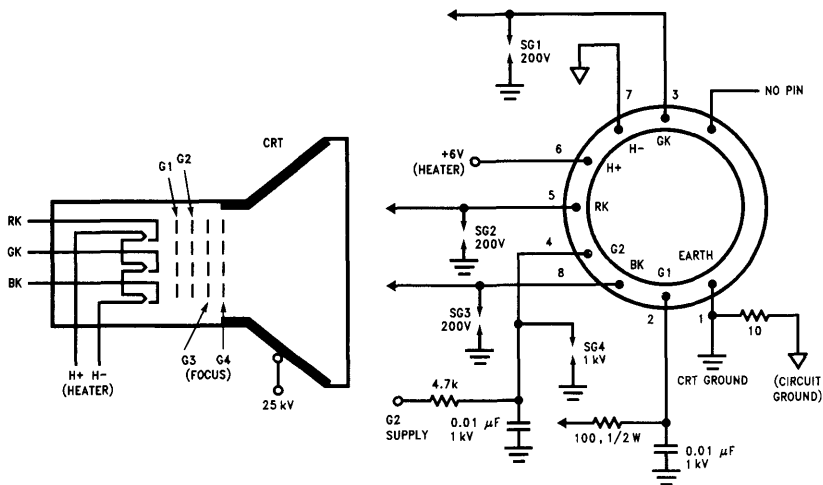 G1
G2
CRT
RK
GK
BK
H+ H-
(HEATER)
G3
(FOCUS)
G4
25 kV
SG1
200V
7
3
NO PIN
H-
GK
+6V
(HEATER)
6
H+
5
RK
SG2
200V
4
G2
BK
G1
EARTH
8
SG3
200V
2
1
10
SG4
1 kV
CRT GROUND
(CIRCUIT
GROUND)
4.7k
G2
SUPPLY
0.01 µF
1 kV
100, 1/2 W
0.01 µF
1 kV